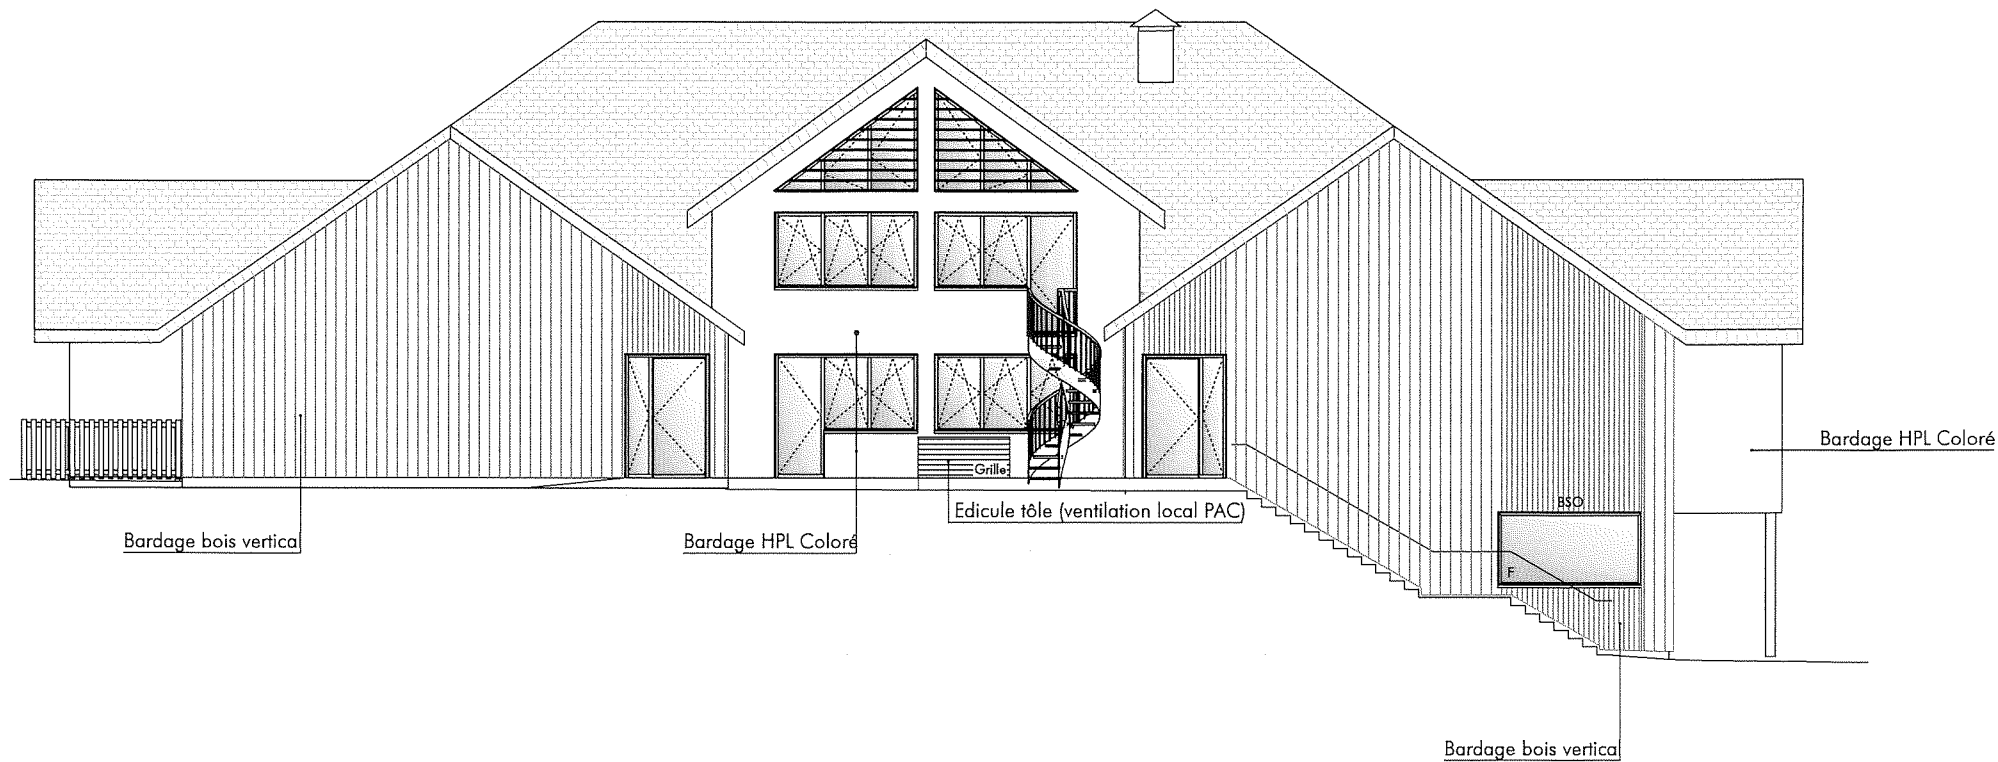 Bardage HPL Coloré
Grille
BSO
Edicule tôle (ventilation local PAC)
Bardage bois vertica
Bardage HPL Coloré
F
Bardage bois vertica